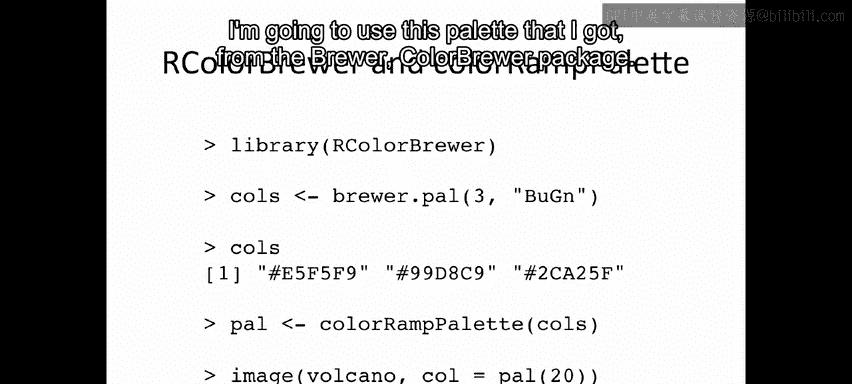 I'm going to use this palette that I got,
from the Brewer, ColorBrewer package.
RColorBrewer and colorRampPalette
> library(RColorBrewer)
> cols <- brewer.pal(3, "BuGn")
> cols
[1] "#E5F5F9" "#99D8C9" "#2CA25F"
> pal <- colorRampPalette(cols)
> image(volcano, col = pal(20))